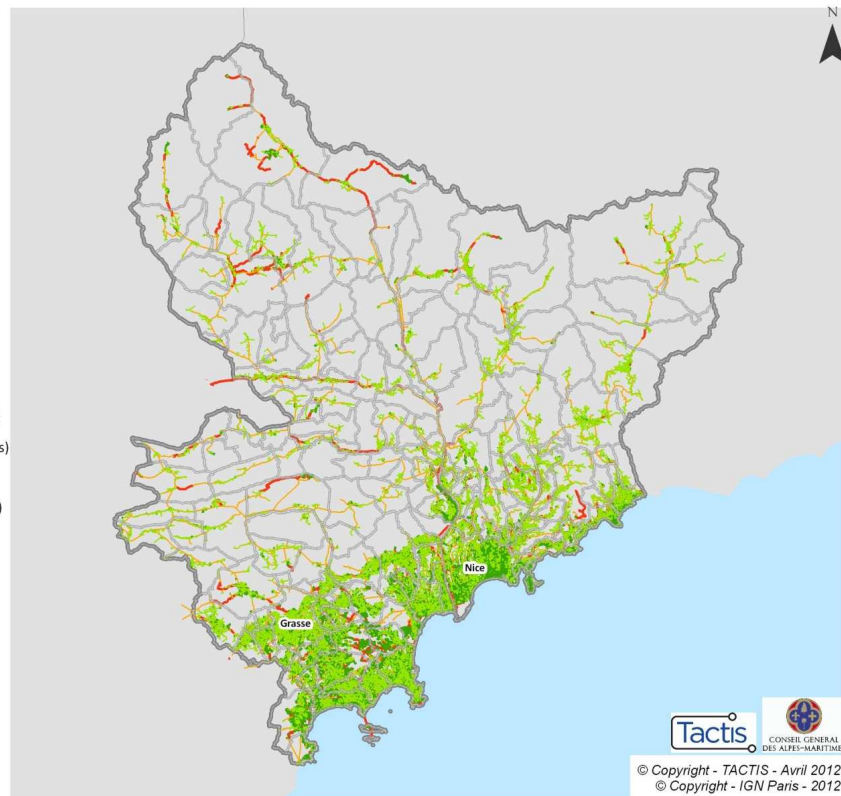 N
s)
)
Nice
Grasse
Tactis
CONSEIL GENERAL
DES ALPES-MARITIMES
© Copyright - TACTIS - Avril 2012
© Copyright - IGN Paris - 2012